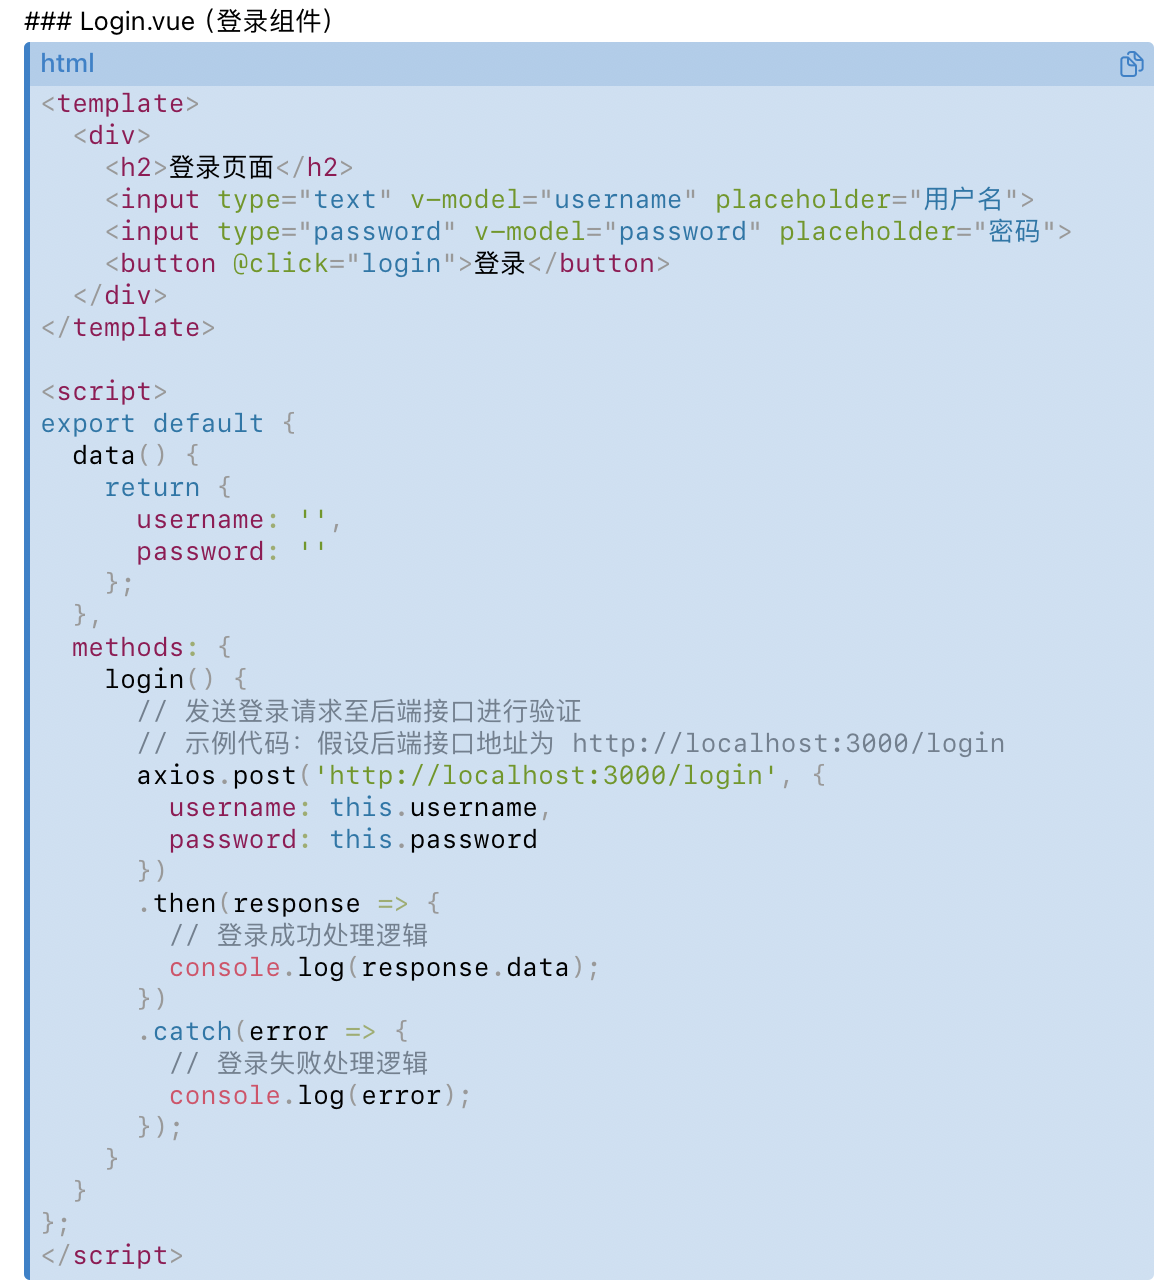 ### Login.vue（登录组件）
html
<template>
  <div>
    <h2>登录页面</h2>
    <input type="text" v-model="username" placeholder="用户名">
    <input type="password" v-model="password" placeholder="密码">
    <button @click="login">登录</button>
  </div>
</template>

<script>
export default {
  data() {
    return {
      username: '',
      password: ''
    };
  },
  methods: {
    login() {
      // 发送登录请求至后端接口进行验证
      // 示例代码：假设后端接口地址为 http://localhost:3000/login
      axios.post('http://localhost:3000/login', {
        username: this.username,
        password: this.password
      })
      .then(response => {
        // 登录成功处理逻辑
        console.log(response.data);
      })
      .catch(error => {
        // 登录失败处理逻辑
        console.log(error);
      });
    }
  }
};
</script>